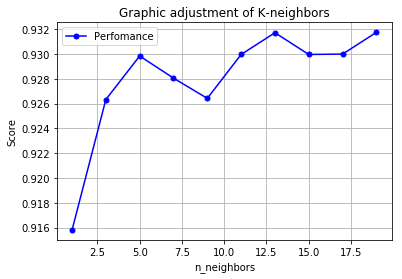 Graphic adjustment of K-neighbors
Perfomance
0.932
0.930
0.928
0.926
0.924
0.922
0.920
0.918
0.916
Score
2.5 5.0 7.5 10.0 12.5 15.0 17.5
n_neighbors